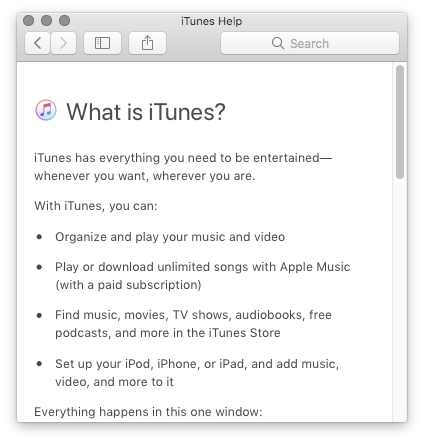 iTunes Help
Search
What is iTunes?
iTunes has everything you need to be entertained—
whenever you want, wherever you are.
With iTunes, you can:
• Organize and play your music and video
• Play or download unlimited songs with Apple Music
(with a paid subscription)
• Find music, movies, TV shows, audiobooks, free
podcasts, and more in the iTunes Store
• Set up your iPod, iPhone, or iPad, and add music,
video, and more to it
Everything happens in this one window: